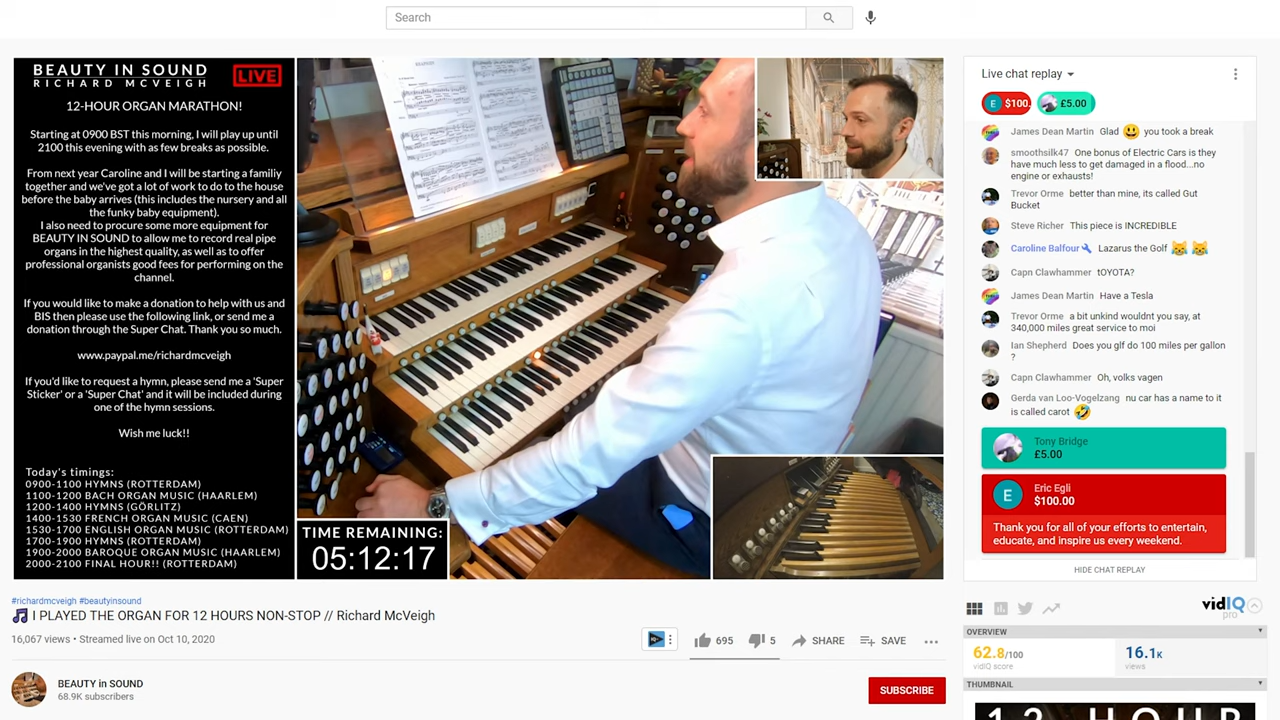 Search
BEAUTY IN SOUND
RICHARD MCVEIGH
LIVE
12-HOUR ORGAN MARATHON!
Starting at 0900 BST this morning, I will play up until
2100 this evening with as few breaks as possible.
From next year Caroline and I will be starting a familiy
together and we've got a lot of work to do to the house
before the baby arrives (this includes the nursery and all
the funky baby equipment).
I also need to procure some more equipment for
BEAUTY IN SOUND to allow me to record real pipe
organs in the highest quality, as well as to offer
professional organists good fees for performing on the
channel.
If you would like to make a donation to help with us and
BIS then please use the following link, or send me a
donation through the Super Chat. Thank you so much.
www.paypal.me/richardmcveigh
If you'd like to request a hymn, please send me a 'Super
Sticker' or a 'Super Chat' and it will be included during
one of the hymn sessions.
Wish me luck!!
Today's timings:
0900-1100 HYMNS (ROTTERDAM)
1100-1200 BACH ORGAN MUSIC (HAARLEM)
1200-1400 HYMNS (GÖRLITZ)
1400-1530 FRENCH ORGAN MUSIC (CAEN)
1530-1700 ENGLISH ORGAN MUSIC (ROTTERDAM)
1700-1900 HYMNS (ROTTERDAM)
1900-2000 BAROQUE ORGAN MUSIC (HAARLEM)
2000-2100 FINAL HOUR!! (ROTTERDAM)
TIME REMAINING:
05:12:17
Live chat replay
E $100. £5.00
James Dean Martin Glad 😃 you took a break
smoothsilk47 One bonus of Electric Cars is they
have much less to get damaged in a flood...no
engine or exhausts!
Trevor Orme better than mine, its called Gut
Bucket
Steve Richer This piece is INCREDIBLE
Caroline Balfour Lazarus the Golf 😹 😹
Capn Clawhammer tOYOTA?
James Dean Martin Have a Tesla
Trevor Orme a bit unkind wouldnt you say, at
340,000 miles great service to moi
Ian Shepherd Does you glf do 100 miles per gallon
?
Capn Clawhammer Oh, volks vagen
Gerda van Loo-Vogelzang nu car has a name to it
is called carot 🤣
Tony Bridge
£5.00
E Eric Egli
$100.00
Thank you for all of your efforts to entertain,
educate, and inspire us every weekend.
HIDE CHAT REPLAY
#richardmcveigh #beautyinsound
🎵 I PLAYED THE ORGAN FOR 12 HOURS NON-STOP // Richard McVeigh
16,067 views • Streamed live on Oct 10, 2020
695 5 SHARE SAVE
BEAUTY in SOUND
68.9K subscribers
SUBSCRIBE
vidIQ
pro
OVERVIEW
62.8/100
vidIQ score
16.1K
views
THUMBNAIL
12 HOUR